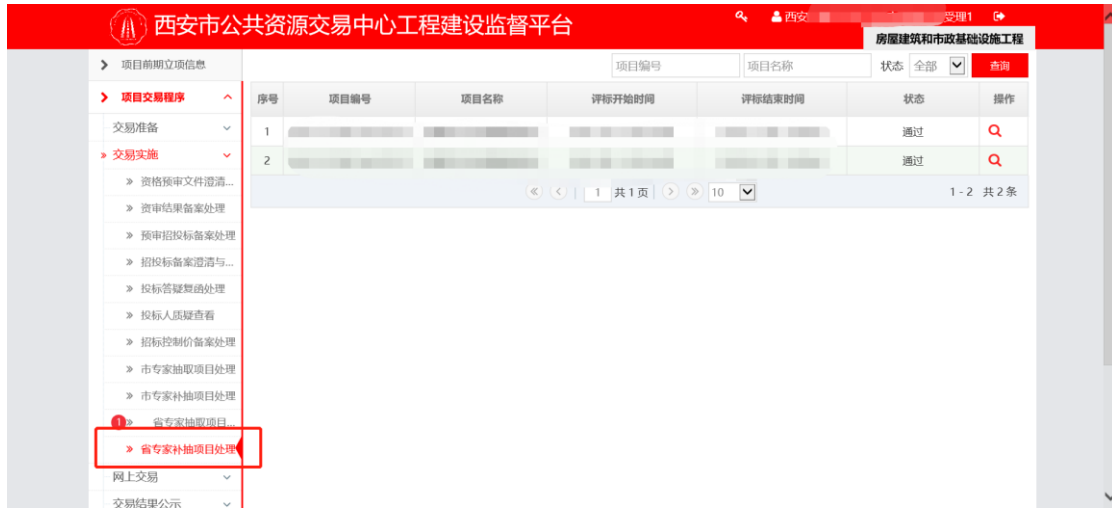 西安市公共资源交易中心工程建设监督平台
西安 受理1
房屋建筑和市政基础设施工程
项目前期立项信息
项目编号 项目名称 状态 全部 查询
项目交易程序
序号 项目编号 项目名称 评标开始时间 评标结束时间 状态 操作
交易准备
1 通过
交易实施
2 通过
资格预审文件澄清...
1 共1页 10 1 - 2 共2条
资审结果备案处理
预审招投标备案处理
招投标备案澄清与...
投标答疑复函处理
投标人质疑查看
招标控制价备案处理
市专家抽取项目处理
市专家补抽项目处理
1 省专家抽取项目...
省专家补抽项目处理
网上交易
交易结果公示